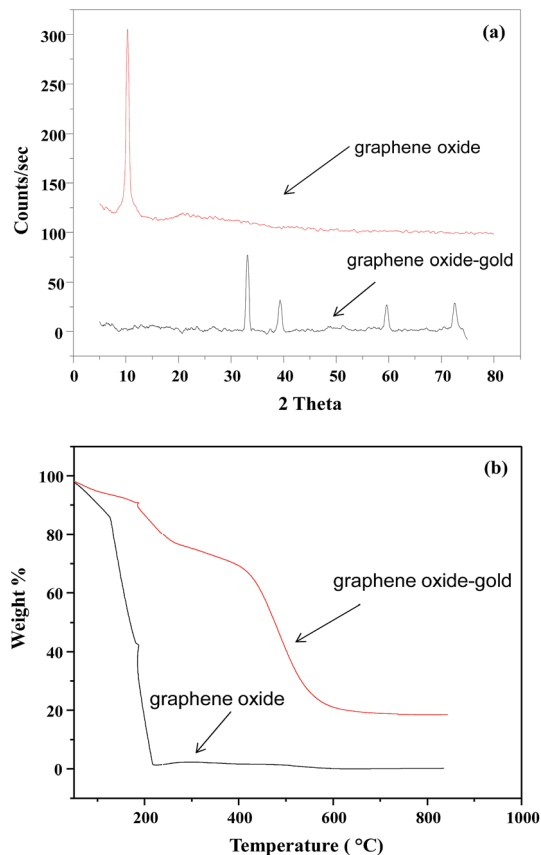 (a)
300
250
200
150
100
50
0
Counts/sec
graphene oxide
graphene oxide-gold
0 10 20 30 40 50 60 70 80
2 Theta
(b)
100
80
60
40
20
0
Weight %
graphene oxide-gold
graphene oxide
200 400 600 800 1000
Temperature ( °C)